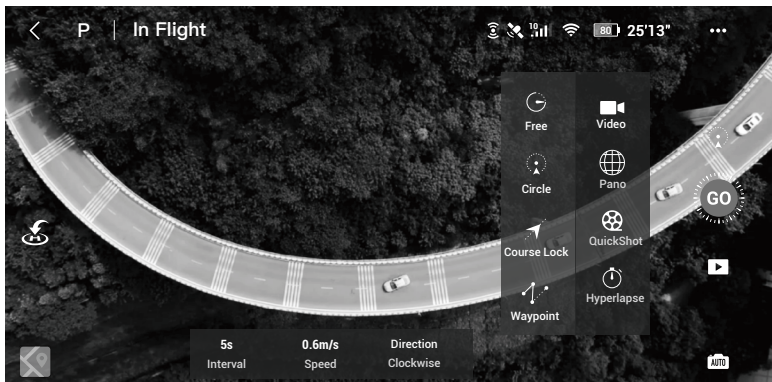 P | In Flight
10
80 25'13"
Free
Video
Circle
Pano
GO
Course Lock
QuickShot
Waypoint
Hyperlapse
5s 0.6m/s Direction
Interval Speed Clockwise
H
AUTO